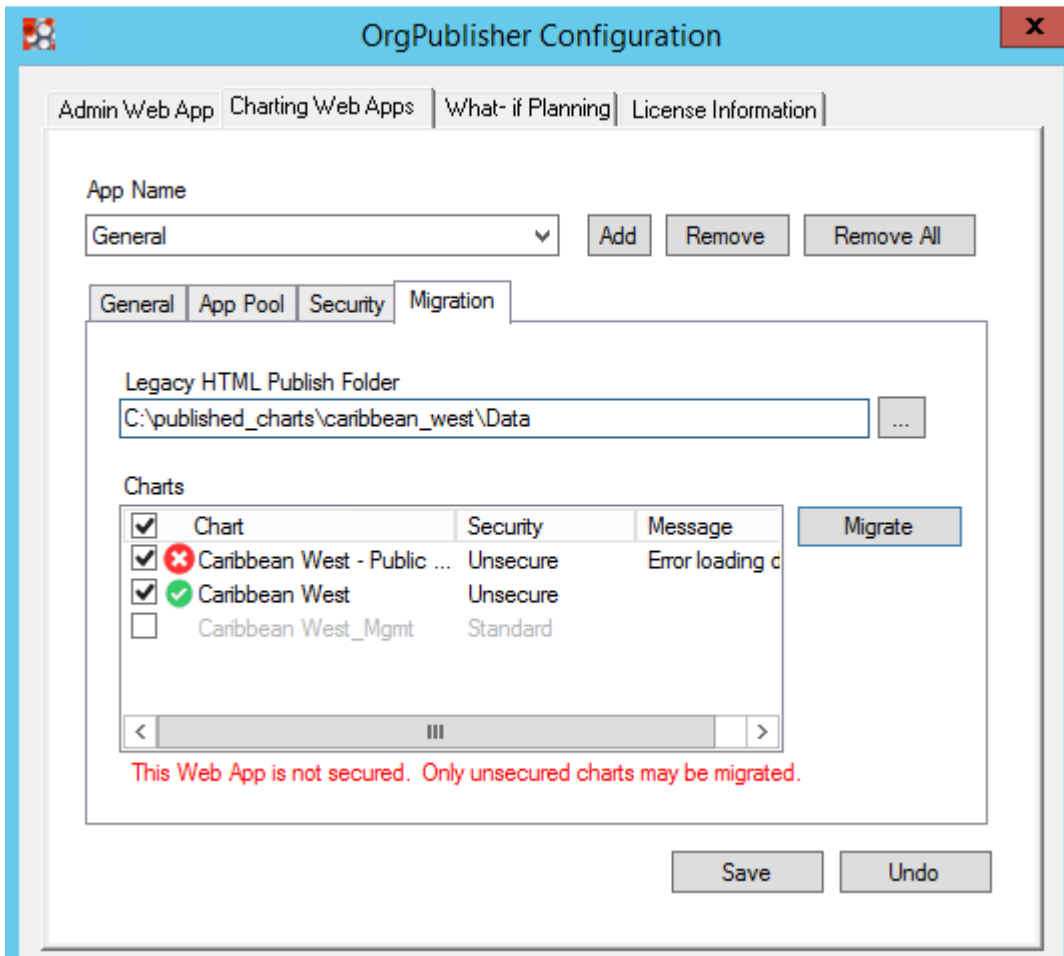 OrgPublisher Configuration
X
Admin Web App Charting Web Apps What- if Planning License Information
App Name
General Add Remove Remove All
General App Pool Security Migration
Legacy HTML Publish Folder
C:\published_charts\caribbean_west\Data ...
Charts
Chart Security Message Migrate
Caribbean West - Public ... Unsecure Error loading d
Caribbean West Unsecure
Caribbean West_Mgmt Standard
This Web App is not secured. Only unsecured charts may be migrated.
Save Undo